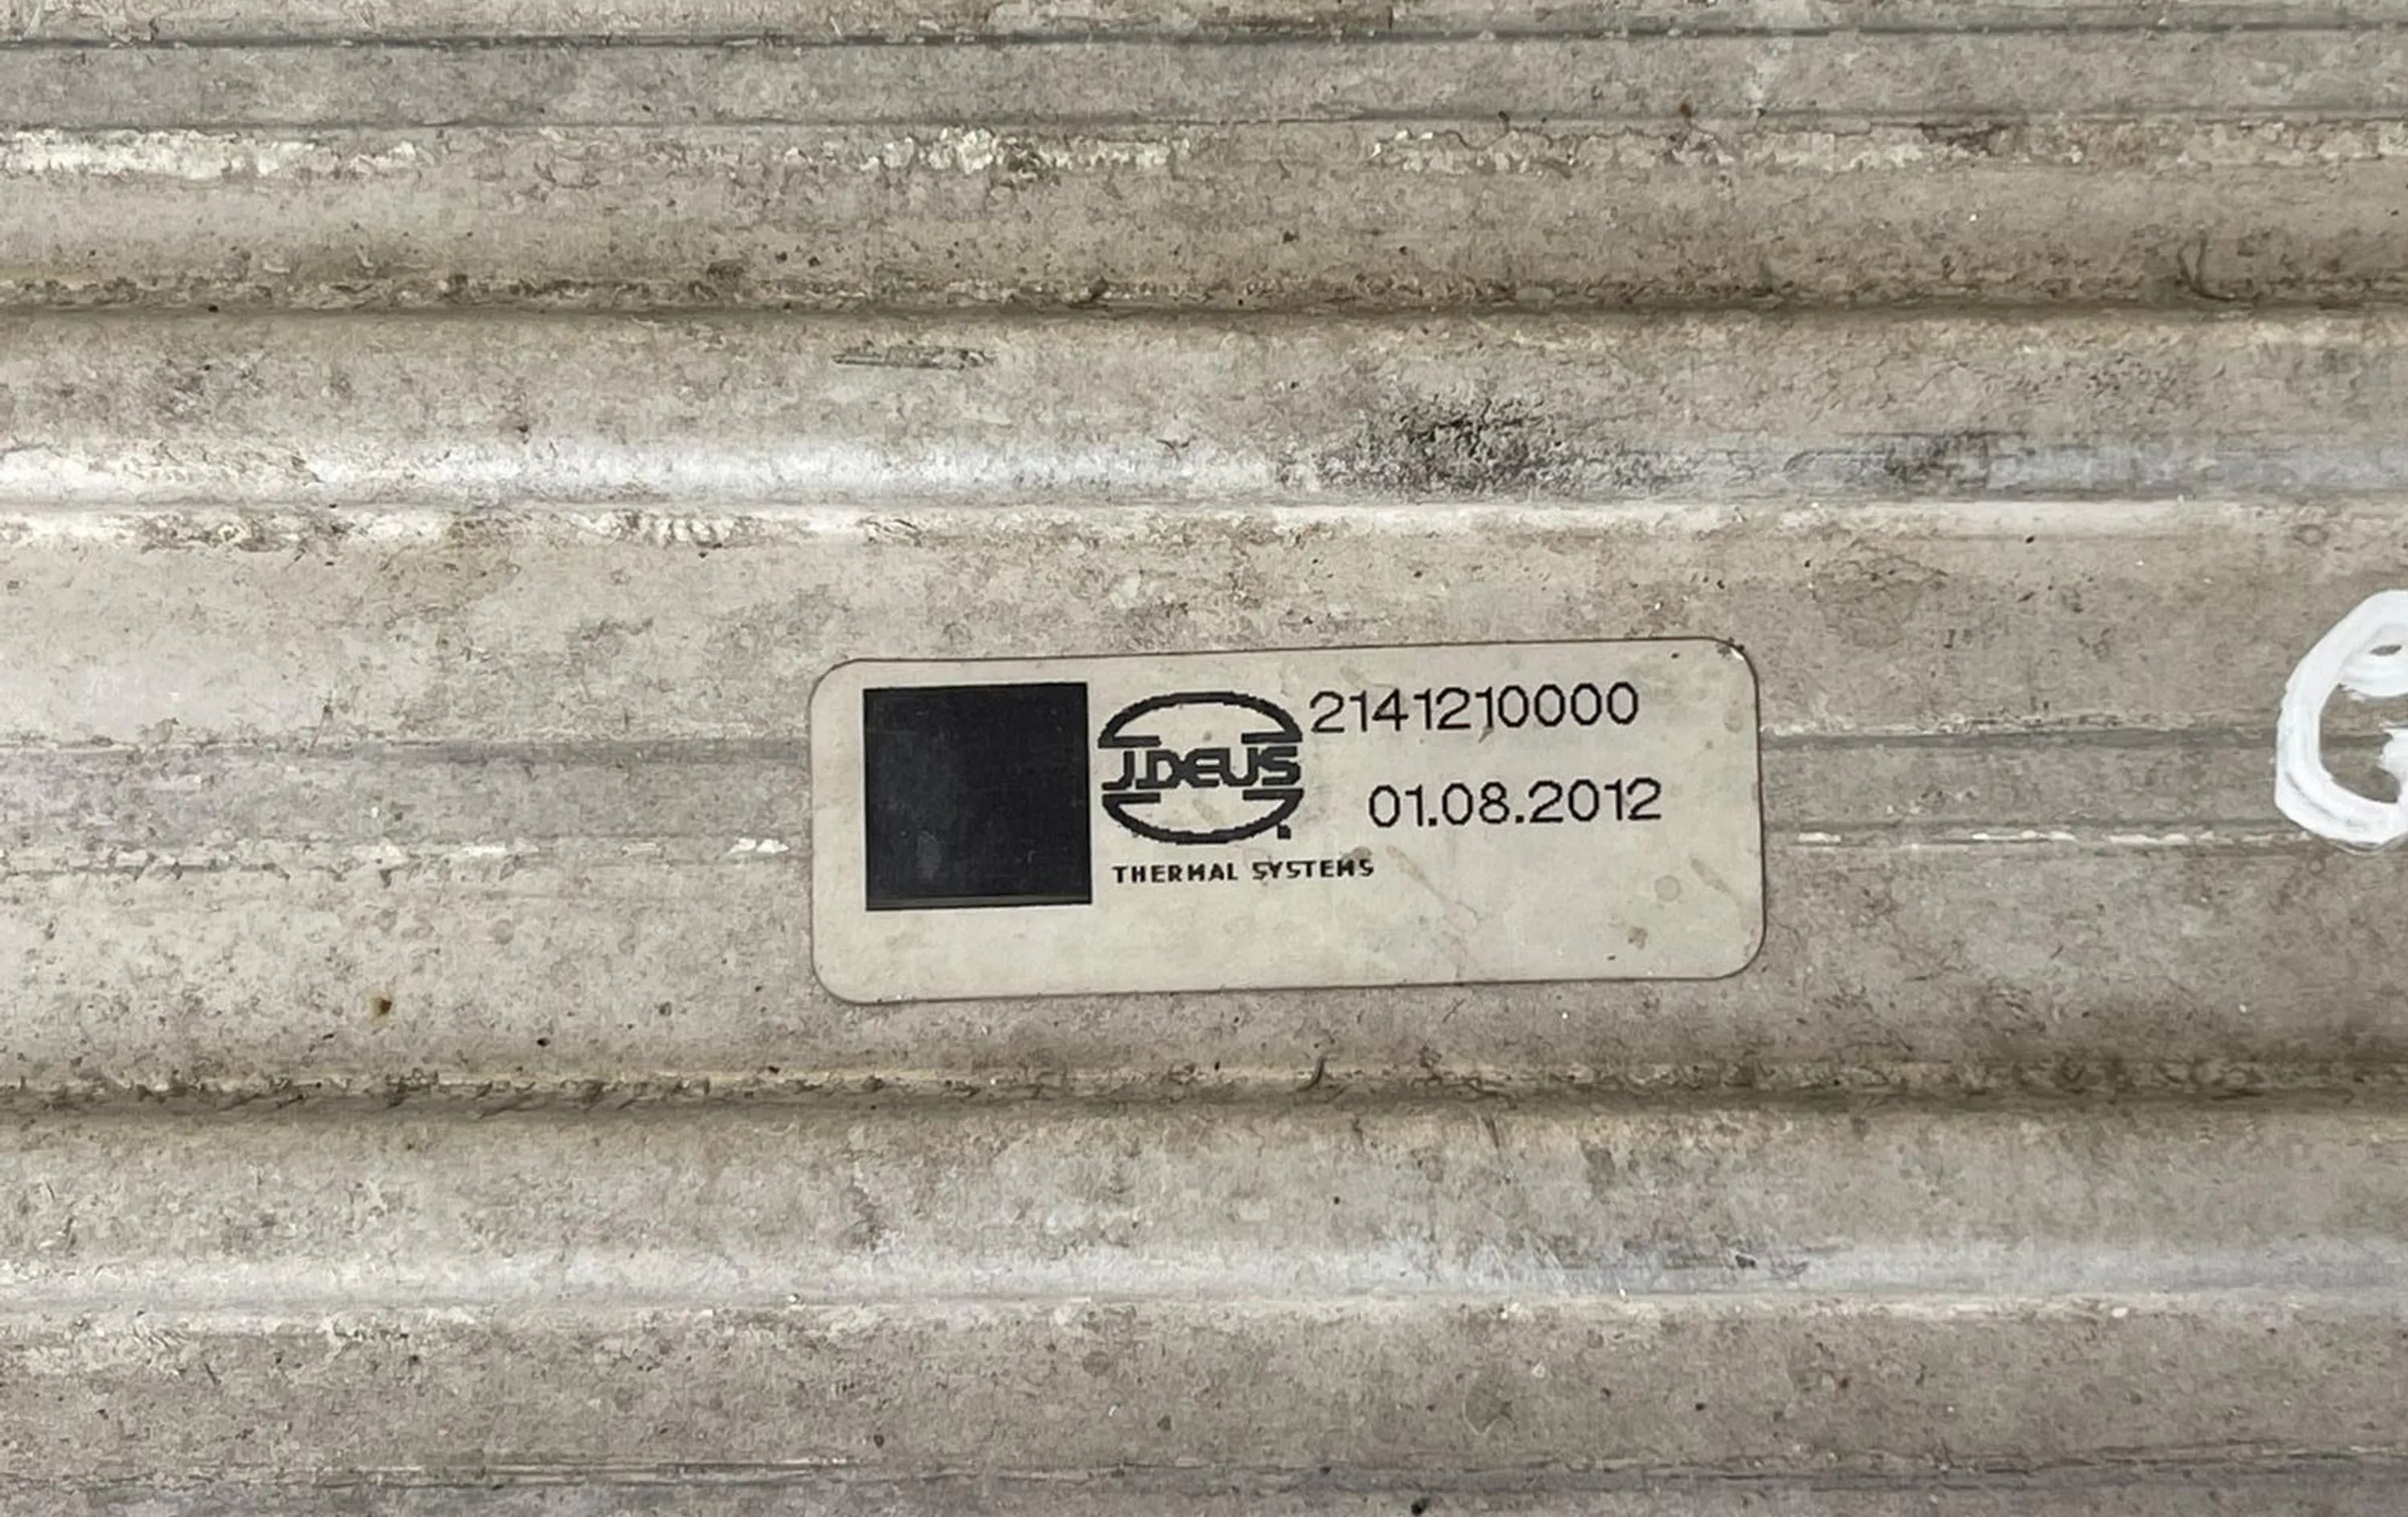 2141210000
J.DEUS
01.08.2012
THERMAL SYSTEMS